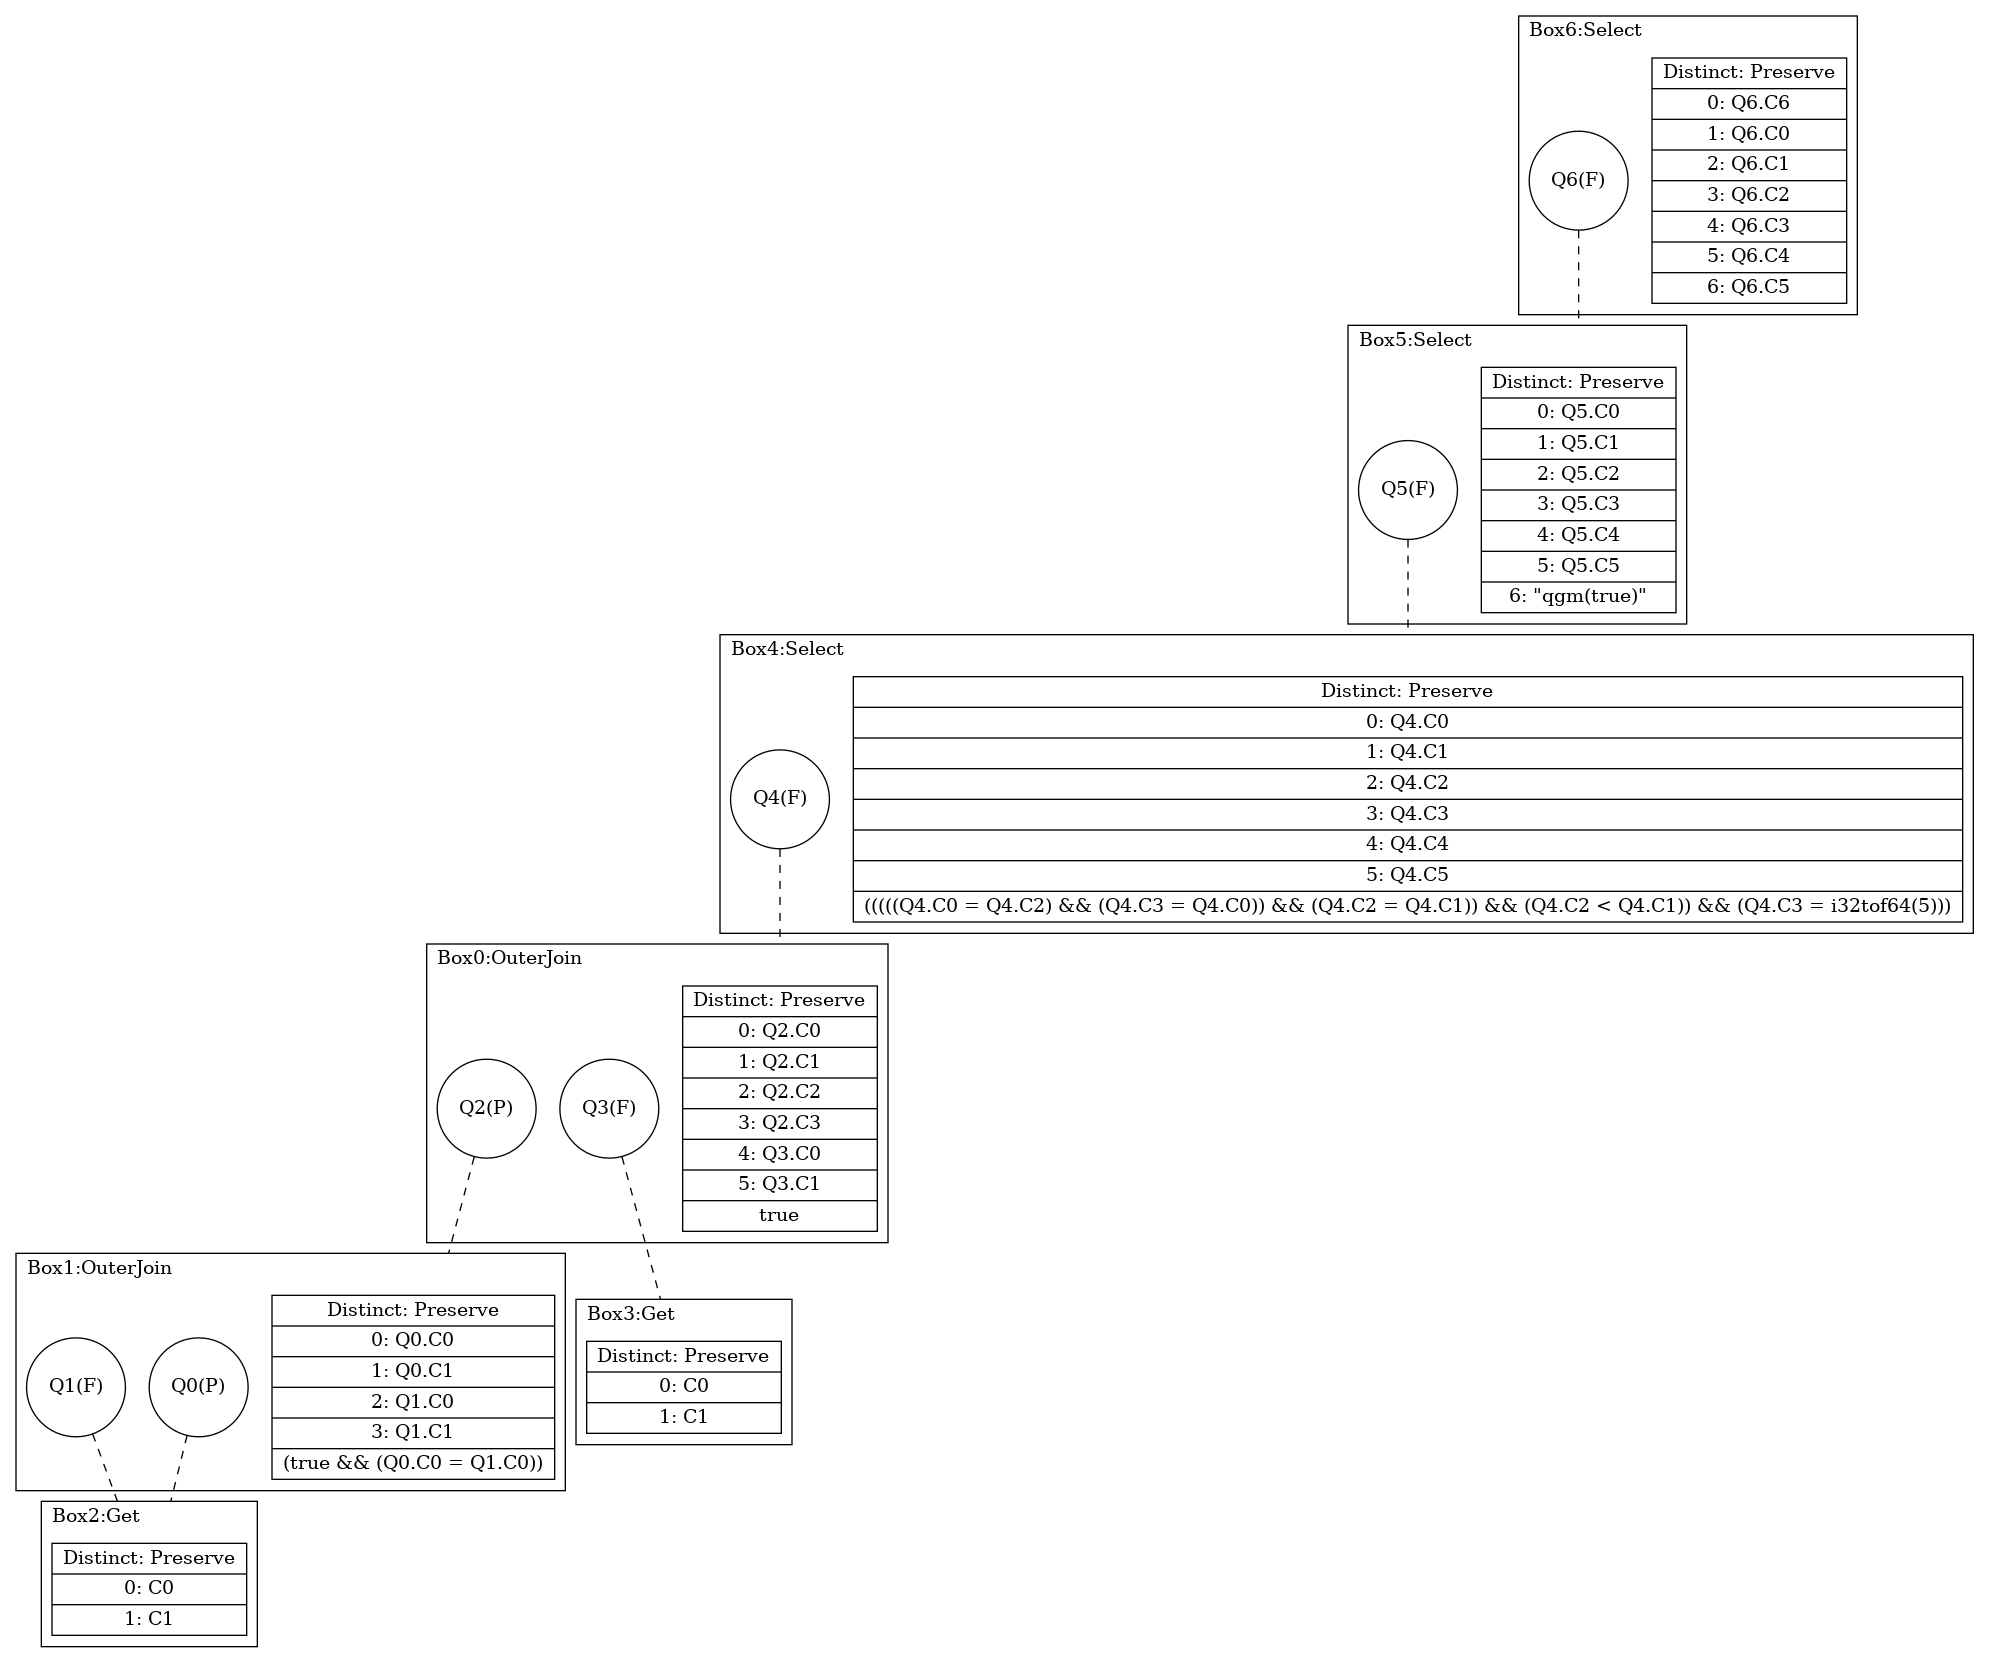 Box6:Select
Distinct: Preserve
0: Q6.C6
1: Q6.C0
2: Q6.C1
Q6(F)
3: Q6.C2
4: Q6.C3
5: Q6.C4
6: Q6.C5
Box5:Select
Distinct: Preserve
0: Q5.C0
1: Q5.C1
2: Q5.C2
Q5(F)
3: Q5.C3
4: Q5.C4
5: Q5.C5
6: "qgm(true)"
Box4:Select
Distinct: Preserve
0: Q4.C0
1: Q4.C1
2: Q4.C2
Q4(F)
3: Q4.C3
4: Q4.C4
5: Q4.C5
(((((Q4.C0 = Q4.C2) && (Q4.C3 = Q4.C0)) && (Q4.C2 = Q4.C1)) && (Q4.C2 < Q4.C1)) && (Q4.C3 = i32tof64(5)))
Box0:OuterJoin
Distinct: Preserve
0: Q2.C0
1: Q2.C1
2: Q2.C2
Q2(P)
Q3(F)
3: Q2.C3
4: Q3.C0
5: Q3.C1
true
Box1:OuterJoin
Distinct: Preserve
0: Q0.C0
1: Q0.C1
Q1(F)
Q0(P)
2: Q1.C0
3: Q1.C1
(true && (Q0.C0 = Q1.C0))
Box3:Get
Distinct: Preserve
0: C0
1: C1
Box2:Get
Distinct: Preserve
0: C0
1: C1